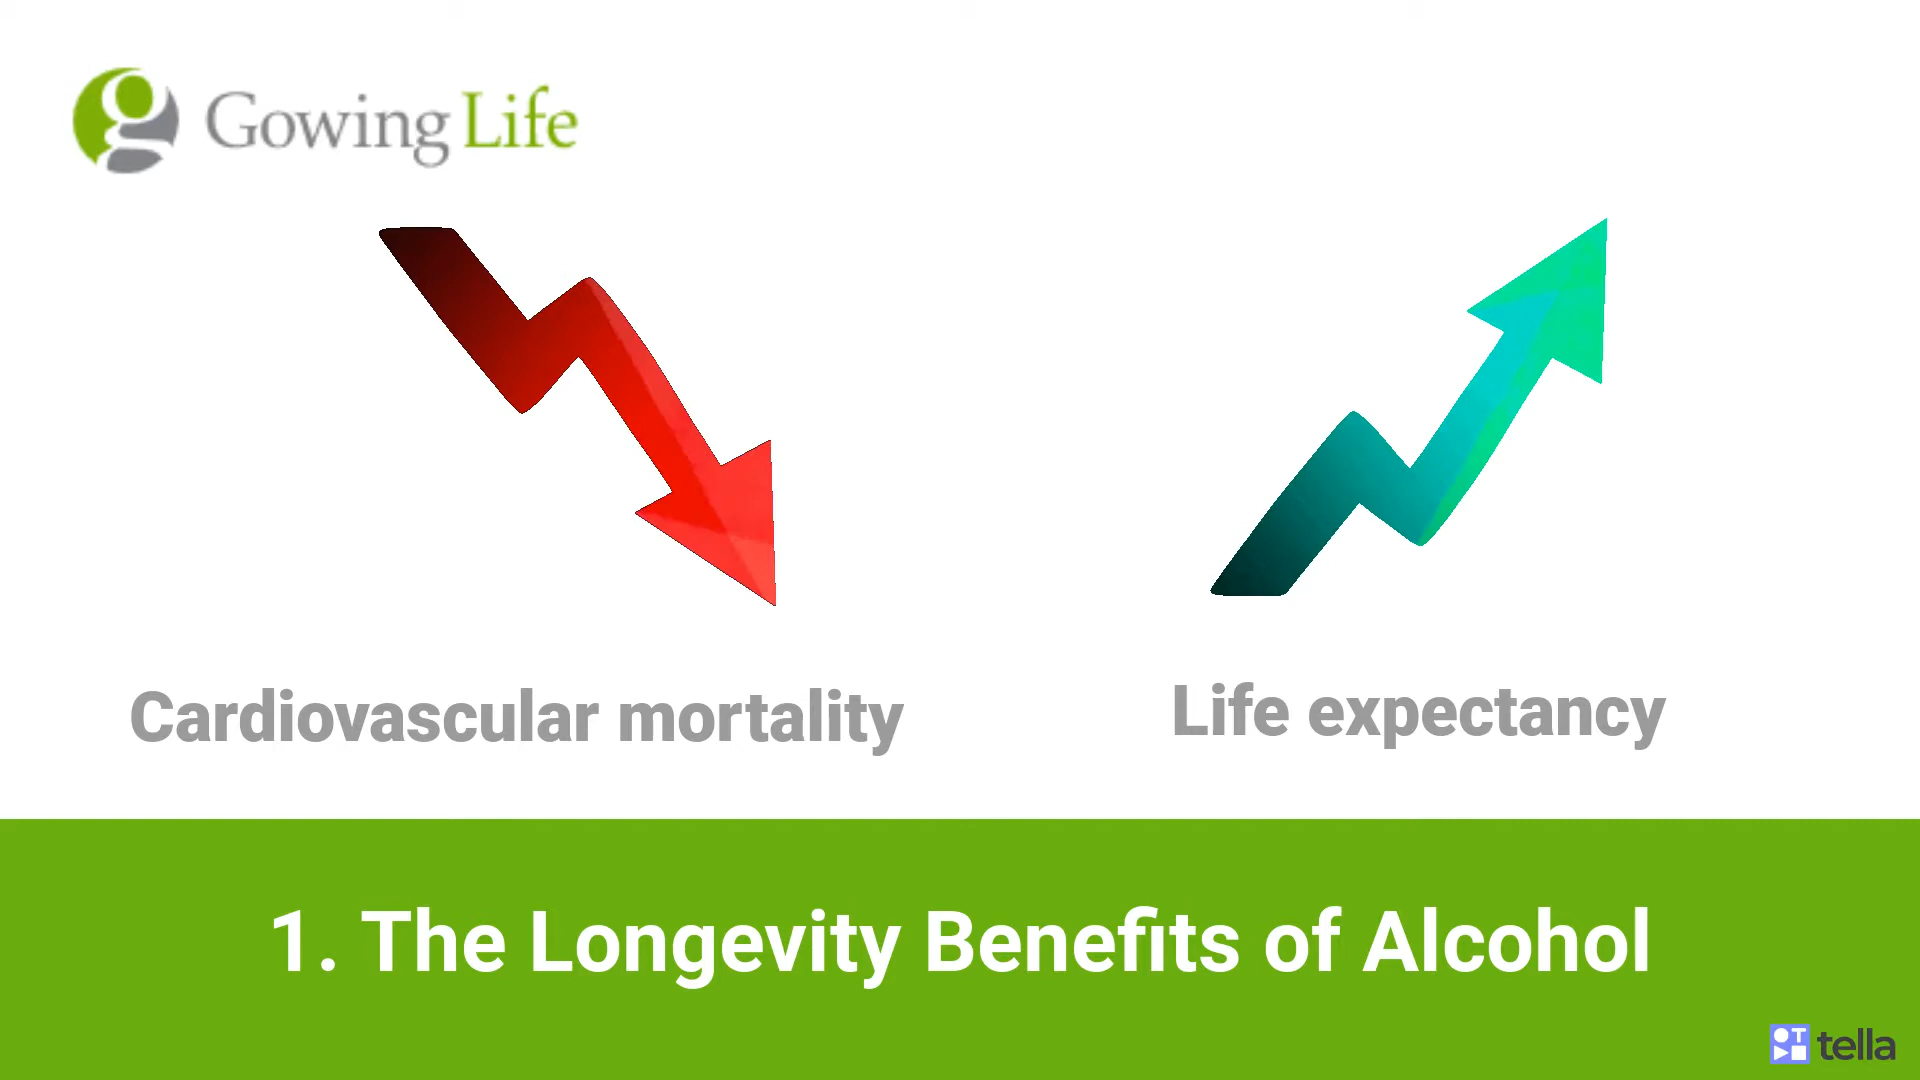 Gowing Life
Cardiovascular mortality
Life expectancy
1. The Longevity Benefits of Alcohol
tella